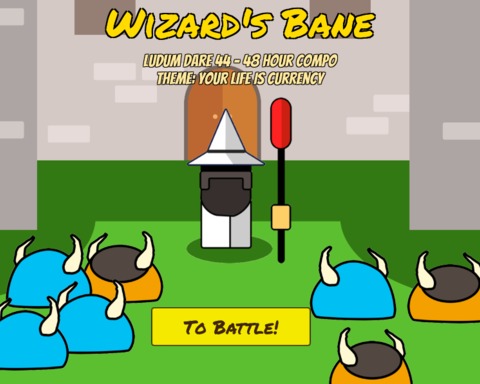 Wizard's Bane
Ludum Dare 44 - 48 Hour Compo
Theme: Your Life is Currency
To Battle!